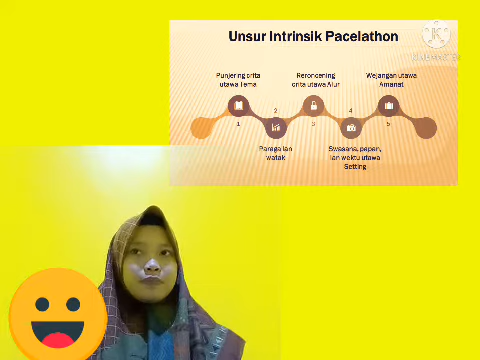 Unsur Intrinsik Pacelathon
Punjering crita
utawa Tema
Reroncening
crita utawa Alur
Wejangan utawa
Amanat
1
2
3
4
5
Paraga lan
watak
Swasana, papan,
lan wektu utawa
Setting
K